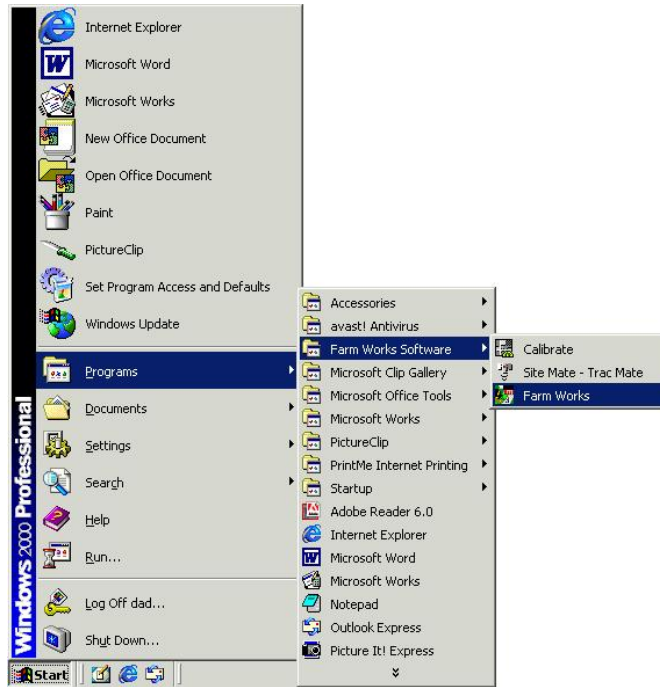 Internet Explorer
Microsoft Word
Microsoft Works
New Office Document
Open Office Document
Paint
PictureClip
Set Program Access and Defaults
Windows Update
Programs
Documents
Settings
Search
Help
Run...
Log Off dad...
Shut Down...
Windows 2000 Professional
Start
Accessories
avast! Antivirus
Farm Works Software
Microsoft Clip Gallery
Microsoft Office Tools
Microsoft Works
PictureClip
PrintMe Internet Printing
Startup
Adobe Reader 6.0
Internet Explorer
Microsoft Word
Microsoft Works
Notepad
Outlook Express
Picture It! Express
Calibrate
Site Mate - Trac Mate
Farm Works